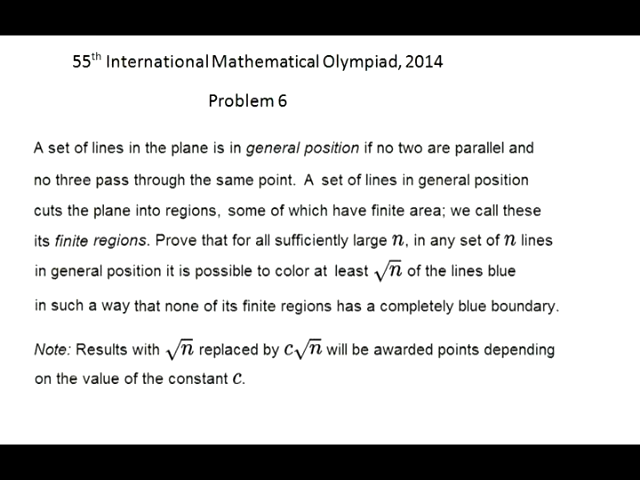 55th International Mathematical Olympiad, 2014
Problem 6
A set of lines in the plane is in general position if no two are parallel and
no three pass through the same point. A set of lines in general position
cuts the plane into regions, some of which have finite area; we call these
its finite regions. Prove that for all sufficiently large n, in any set of n lines
in general position it is possible to color at least √n of the lines blue
in such a way that none of its finite regions has a completely blue boundary.
Note: Results with √n replaced by c√n will be awarded points depending
on the value of the constant c.